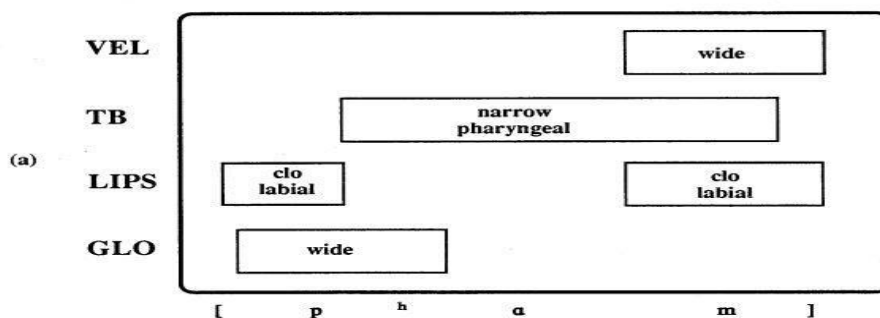 VEL wide
TB narrow
pharyngeal
(a)
LIPS clo
labial clo
labial
GLO wide
[ p ʰ ɑ m ]